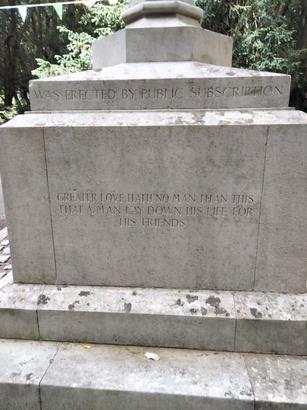 WAS ERECTED BY PUBLIC SUBSCRIPTION
GREATER LOVE HATH NO MAN THAN THIS
THAT A MAN LAY DOWN HIS LIFE FOR
HIS FRIENDS